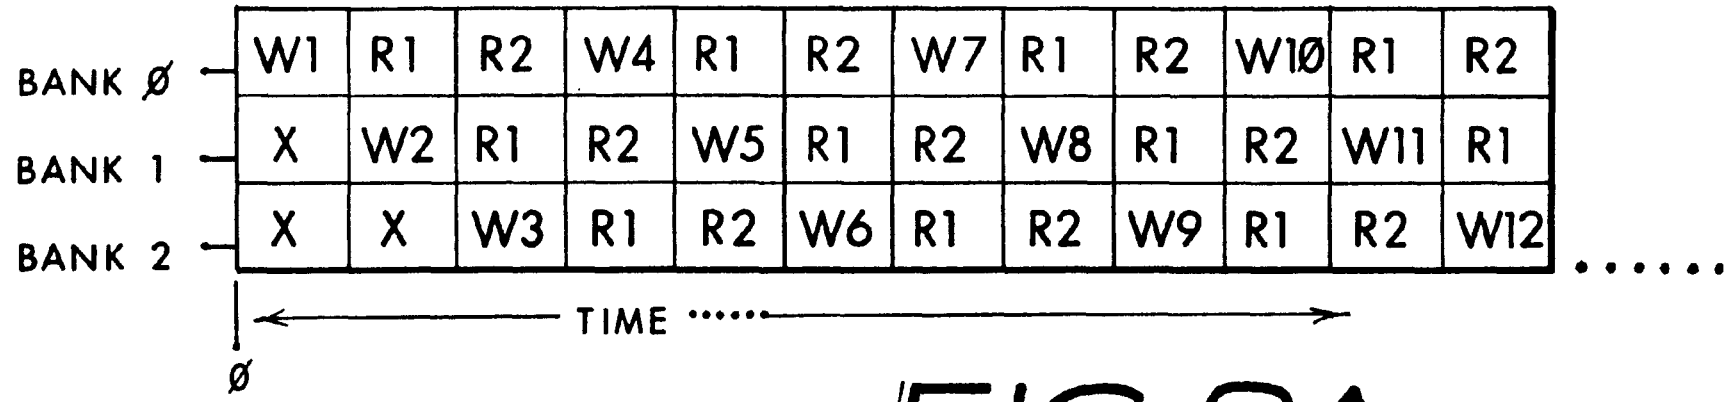 BANK Ø W1 R1 R2 W4 R1 R2 W7 R1 R2 W1Ø R1 R2
BANK 1 X W2 R1 R2 W5 R1 R2 W8 R1 R2 W11 R1
BANK 2 X X W3 R1 R2 W6 R1 R2 W9 R1 R2 W12
TIME
Ø